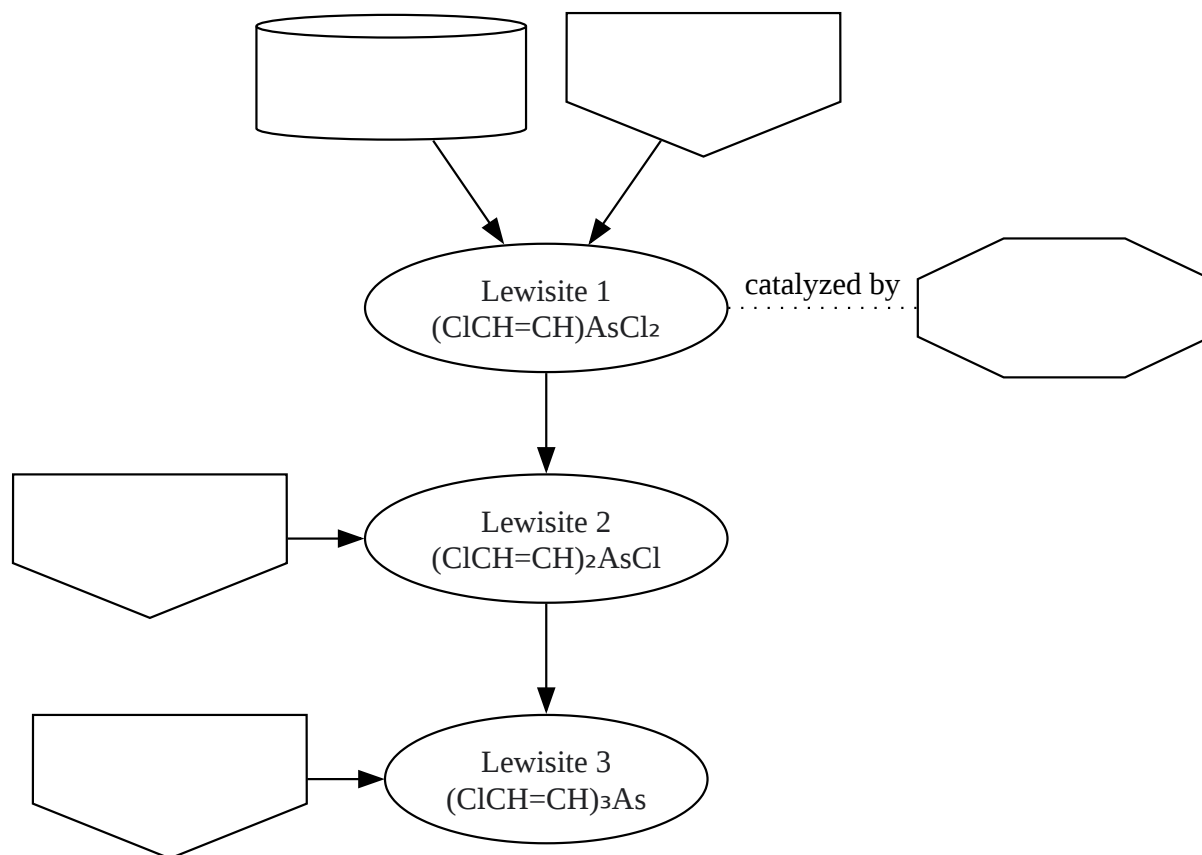 Lewisite 1
(ClCH=CH)AsCl₂
catalyzed by
Lewisite 2
(ClCH=CH)₂AsCl
Lewisite 3
(ClCH=CH)₃As